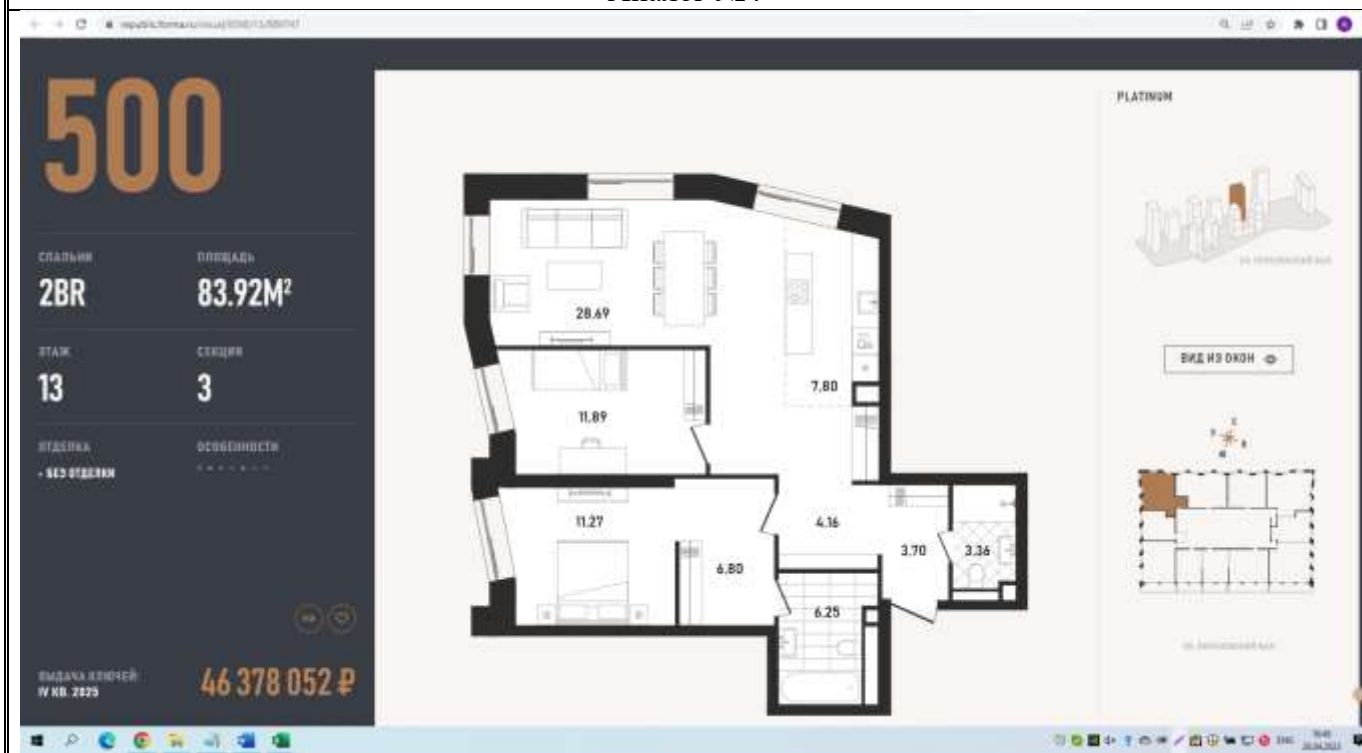 500
СПАЛЬНИ
ПЛОЩАДЬ
2BR
83.92М²
ЭТАЖ
СЕКЦИЯ
13
3
ОТДЕЛКА
ОСОБЕННОСТИ
- БЕЗ ОТДЕЛКИ
ВЫДАЧА КЛЮЧЕЙ:
IV КВ. 2025
46 378 052 ₽
28.69
7.80
11.89
11.27
4.16
3.70
3.36
6.80
6.25
PLATINUM
ВИД ИЗ ОКОН